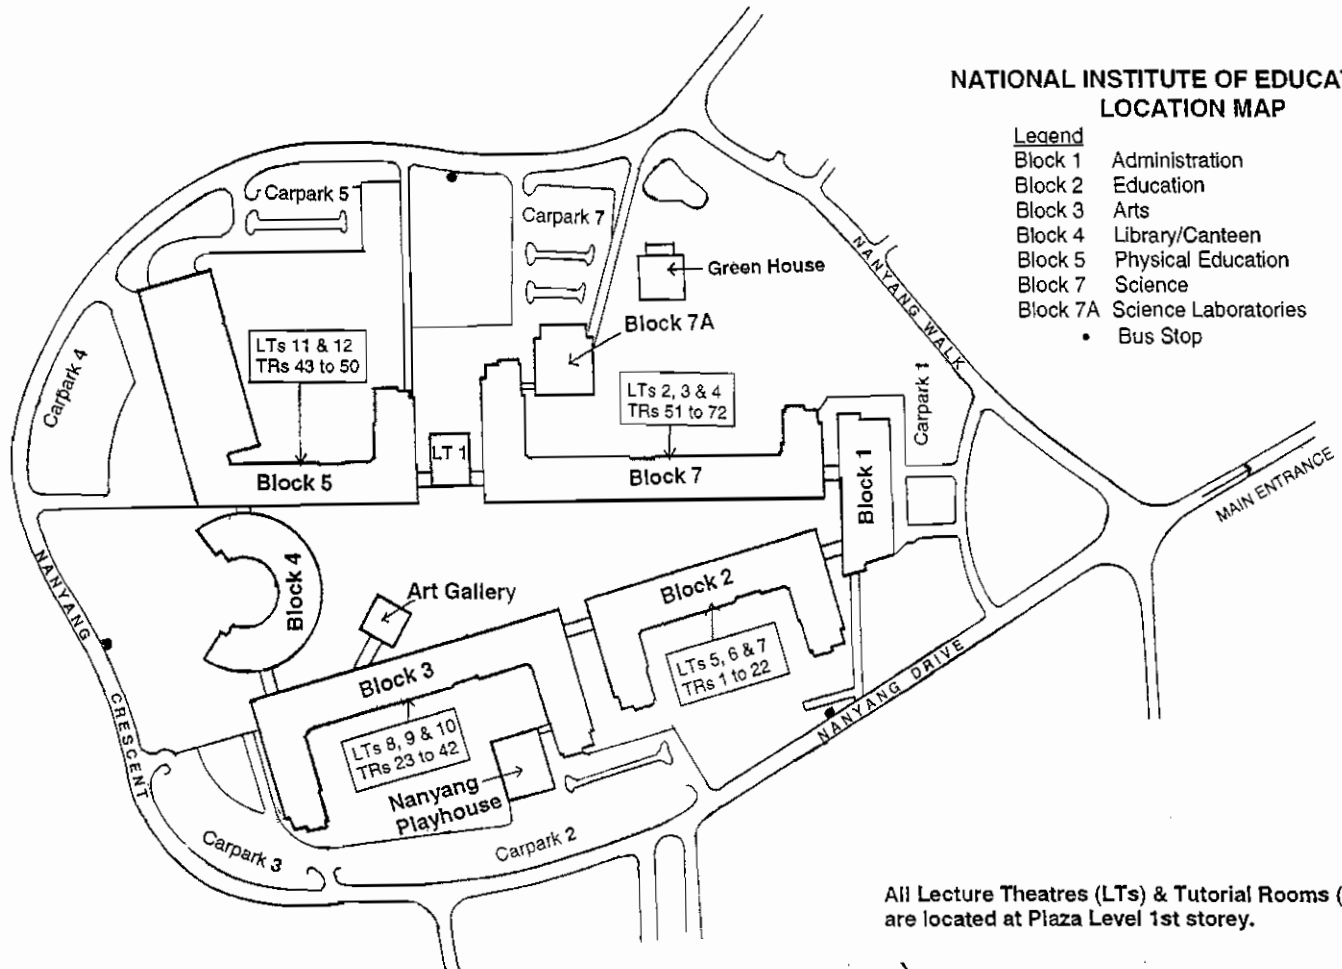 NATIONAL INSTITUTE OF EDUCAT
LOCATION MAP
Legend
Block 1 Administration
Block 2 Education
Block 3 Arts
Block 4 Library/Canteen
Block 5 Physical Education
Block 7 Science
Block 7A Science Laboratories
• Bus Stop
Carpark 5
Carpark 7
Green House
Block 7A
NANYANG WALK
Carpark 4
LTs 11 & 12
TRs 43 to 50
LTs 2, 3 & 4
TRs 51 to 72
Carpark 1
LT 1
Block 5
Block 7
Block 1
MAIN ENTRANCE
NANYANG CRESCENT
Block 4
Art Gallery
Block 2
LTs 5, 6 & 7
TRs 1 to 22
Block 3
NANYANG DRIVE
LTs 8, 9 & 10
TRs 23 to 42
Nanyang
Playhouse
Carpark 3
Carpark 2
All Lecture Theatres (LTs) & Tutorial Rooms (
are located at Plaza Level 1st storey.